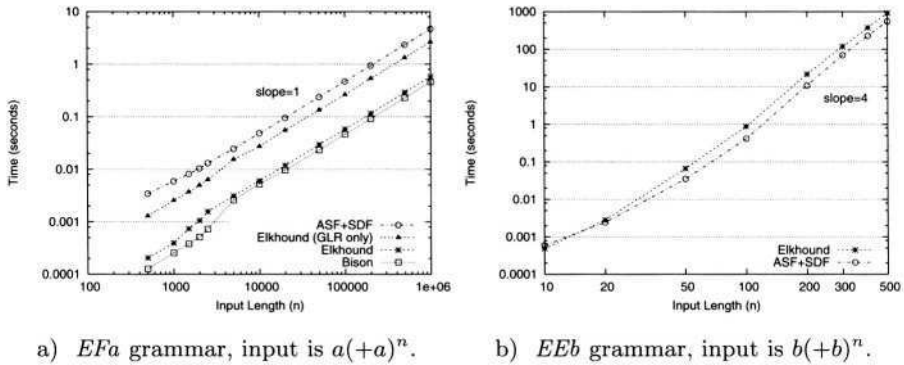 10
1
0.1
0.01
0.001
0.0001
Time (seconds)
slope=1
ASF+SDF
Elkhound (GLR only)
Elkhound
Bison
100
1000
10000
100000
1e+06
Input Length (n)
a) EFa grammar, input is a(+a)^n.
1000
100
10
1
0.1
0.01
0.001
0.0001
Time (seconds)
slope=4
Elkhound
ASF+SDF
10
20
50
100
200
300
500
Input Length (n)
b) EEb grammar, input is b(+b)^n.